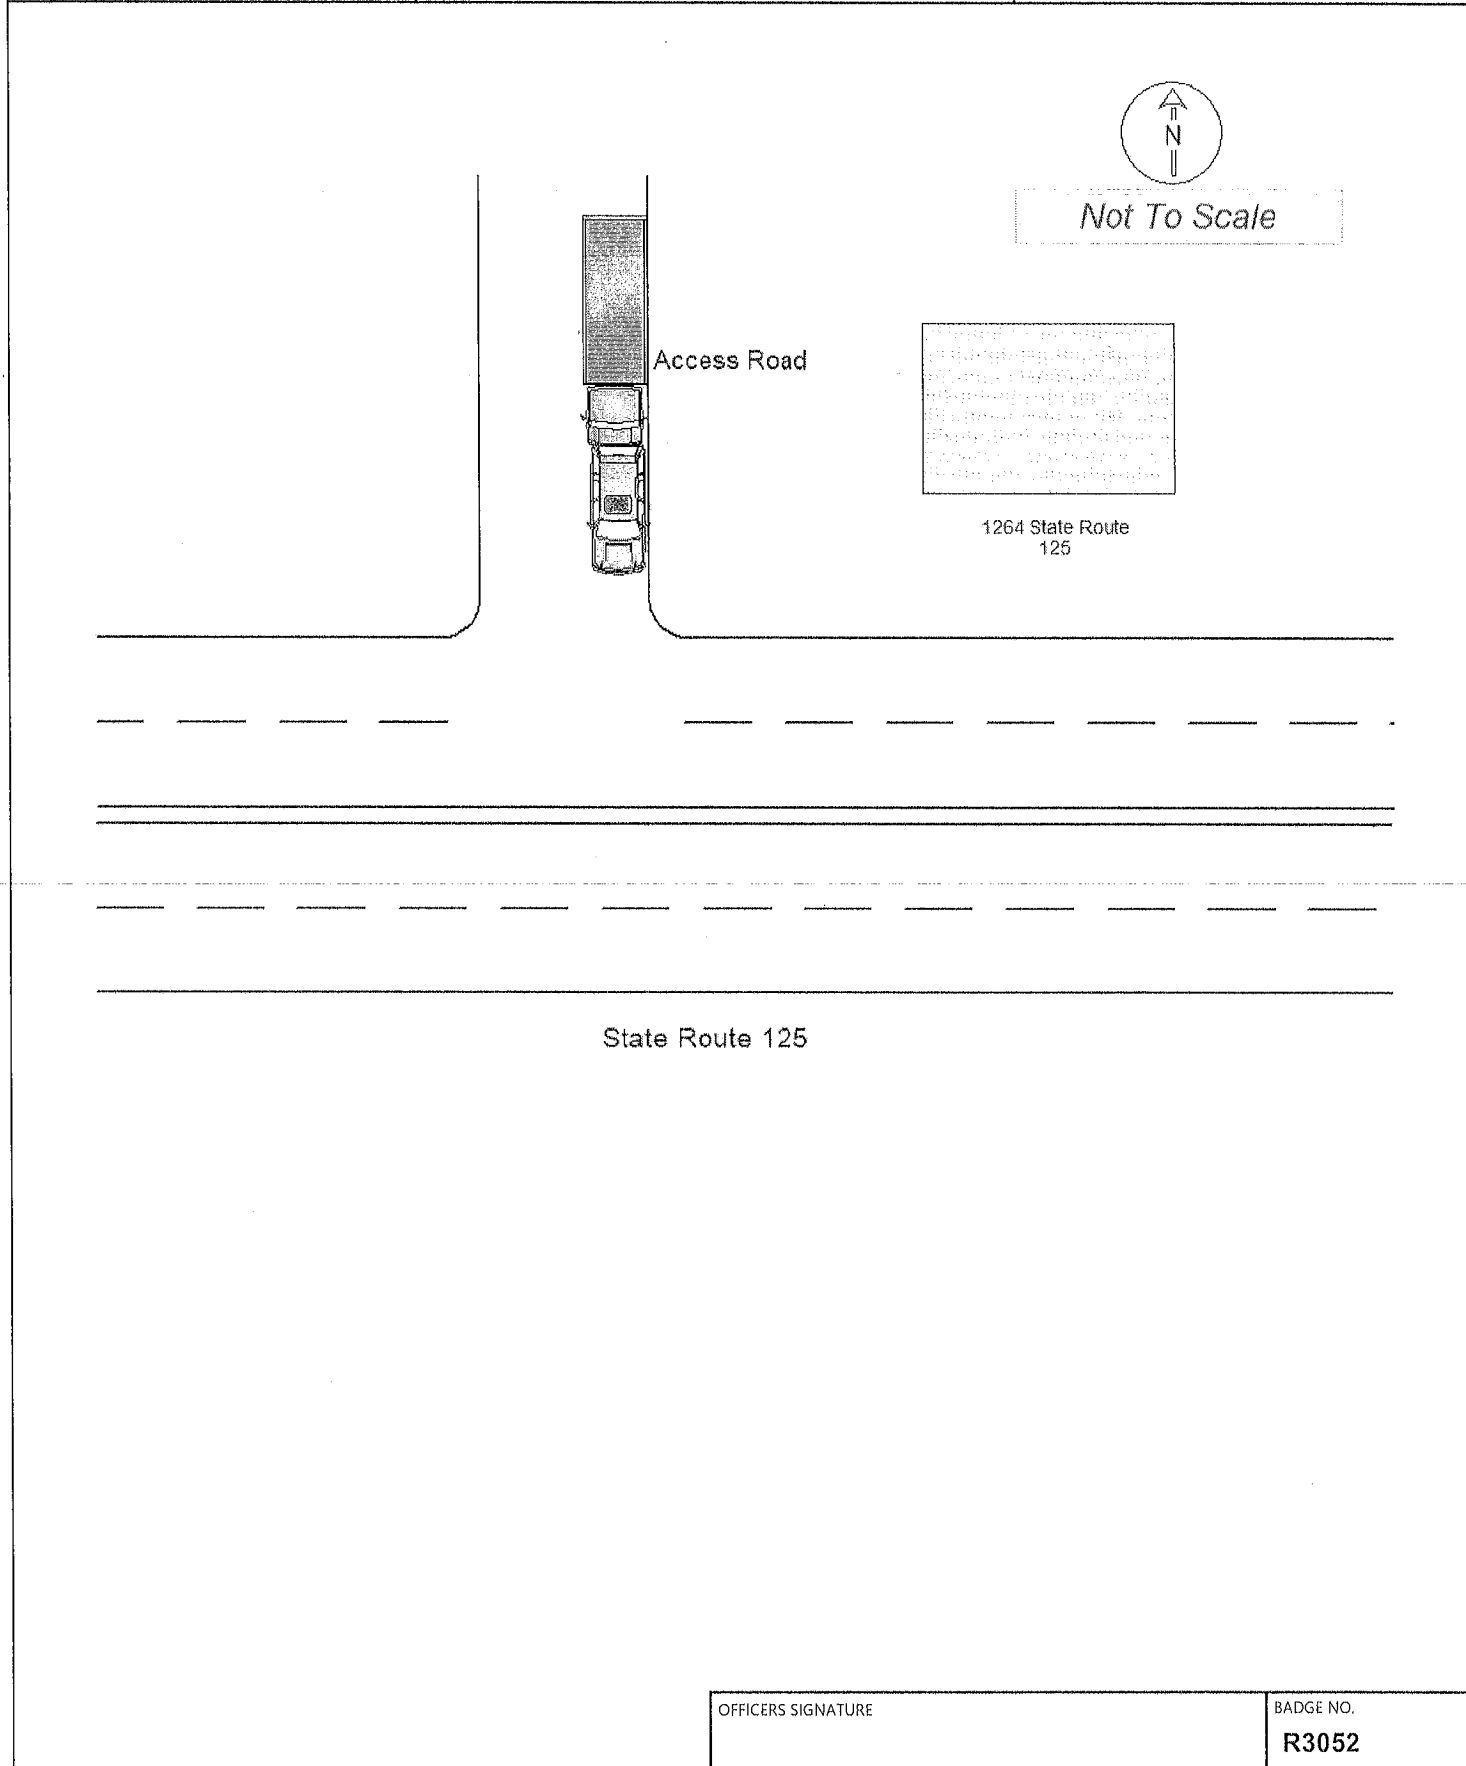 N
Not To Scale
Access Road
1264 State Route
125
State Route 125
OFFICERS SIGNATURE
BADGE NO.
R3052